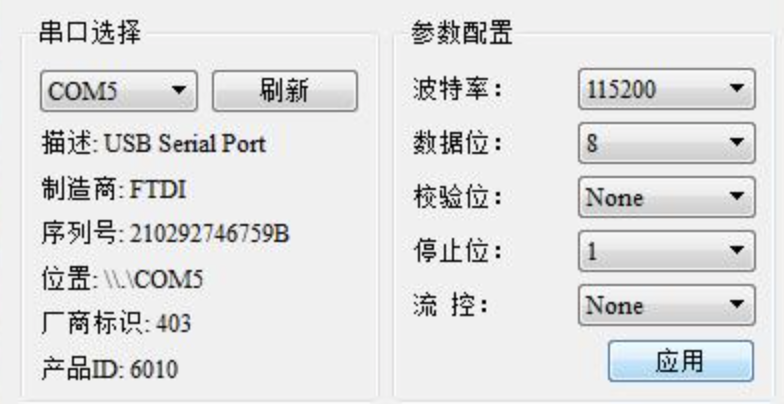 串口选择
COM5
刷新
描述: USB Serial Port
制造商: FTDI
序列号: 210292746759B
位置: \\.\COM5
厂商标识: 403
产品ID: 6010
参数配置
波特率: 115200
数据位: 8
校验位: None
停止位: 1
流 控: None
应用